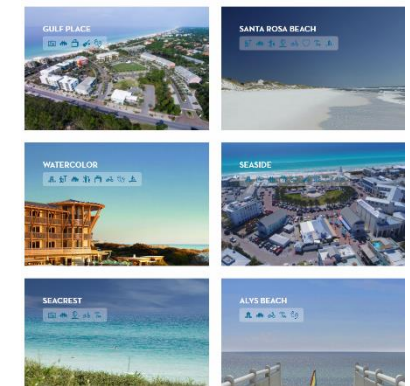 GULF PLACE
SANTA ROSA BEACH
WATERCOLOR
SEASIDE
SEACREST
ALYS BEACH